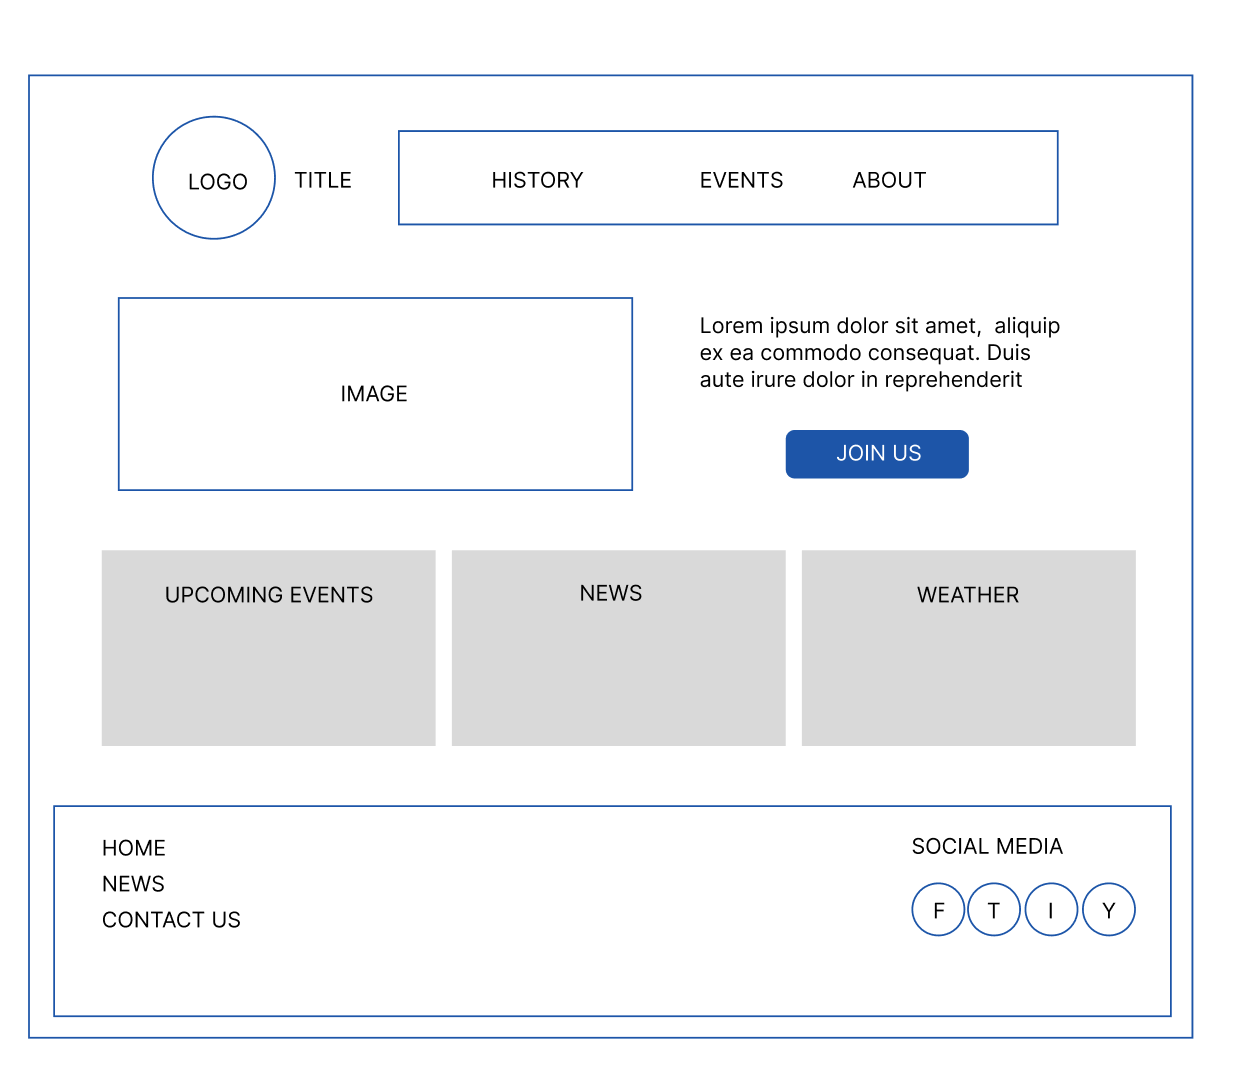 LOGO
TITLE
HISTORY
EVENTS
ABOUT
IMAGE
Lorem ipsum dolor sit amet,  aliquip
ex ea commodo consequat. Duis
aute irure dolor in reprehenderit
JOIN US
UPCOMING EVENTS
NEWS
WEATHER
HOME
NEWS
CONTACT US
SOCIAL MEDIA
F T I Y